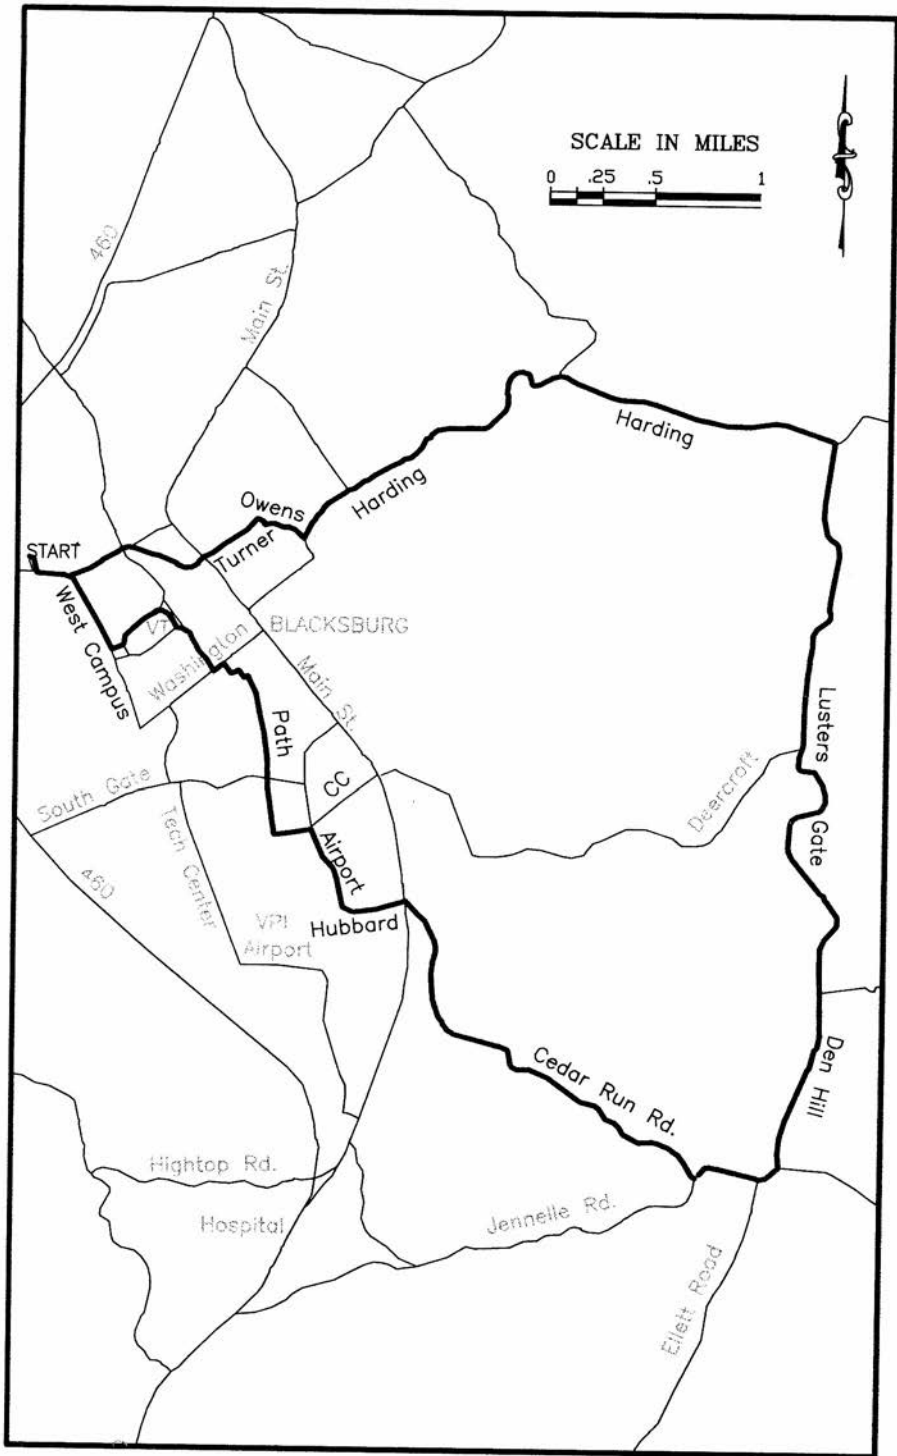 SCALE IN MILES
0 .25 .5 1
460
Main St.
Harding
Owens
Harding
Turner
START
West Campus
VT
Washington
BLACKSBURG
Main St.
Path
Lusters
CC
South Gate
Deercroft
Tech Center
Airport
Gate
460
VPI
Airport
Hubbard
Den Hill
Cedar Run Rd.
Hightop Rd.
Hospital
Jennelle Rd.
Ellett Road